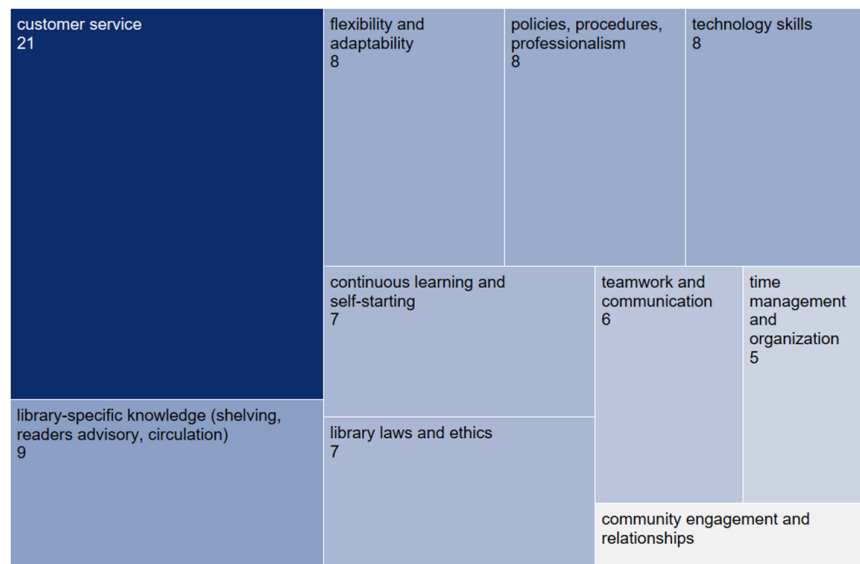 customer service
21
flexibility and
adaptability
8
policies, procedures,
professionalism
8
technology skills
8
continuous learning and
self-starting
7
teamwork and
communication
6
time
management
and
organization
5
library-specific knowledge (shelving,
readers advisory, circulation)
9
library laws and ethics
7
community engagement and
relationships